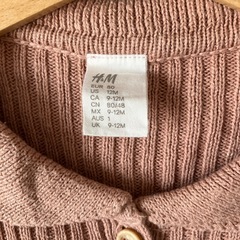 H&M
EUR 80
US 12M
CA 9-12M
CN 80/48
MX 9-12M
AUS 1
UK 9-12M